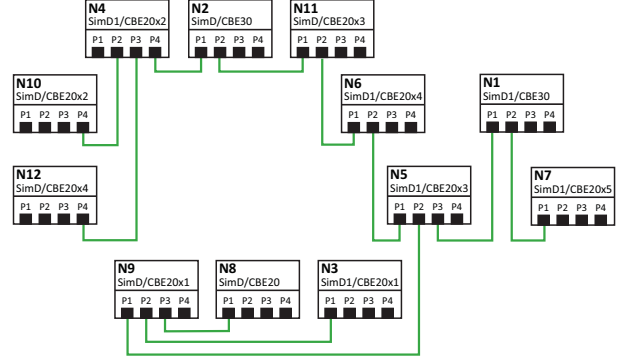 N4
SimD1/CBE20x2
P1 P2 P3 P4
N2
SimD/CBE30
P1 P2 P3 P4
N11
SimD1/CBE20x3
P1 P2 P3 P4
N10
SimD/CBE20x2
P1 P2 P3 P4
N6
SimD1/CBE20x4
P1 P2 P3 P4
N1
SimD1/CBE30
P1 P2 P3 P4
N12
SimD/CBE20x4
P1 P2 P3 P4
N5
SimD1/CBE20x3
P1 P2 P3 P4
N7
SimD1/CBE20x5
P1 P2 P3 P4
N9
SimD/CBE20x1
P1 P2 P3 P4
N8
SimD/CBE20
P1 P2 P3 P4
N3
SimD1/CBE20x1
P1 P2 P3 P4